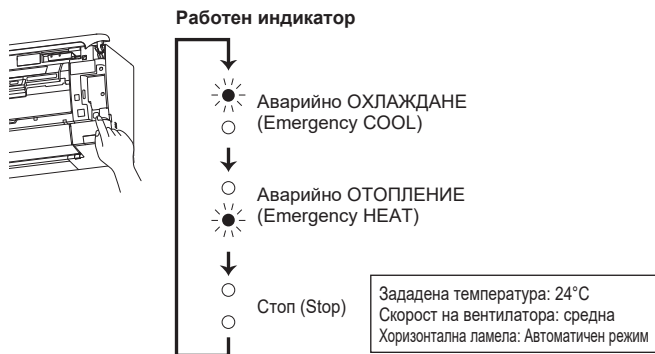 Работен индикатор
Аварийно ОХЛАЖДАНЕ
(Emergency COOL)
Аварийно ОТОПЛЕНИЕ
(Emergency HEAT)
Стоп (Stop)
Зададена температура: 24°C
Скорост на вентилатора: средна
Хоризонтална ламела: Автоматичен режим